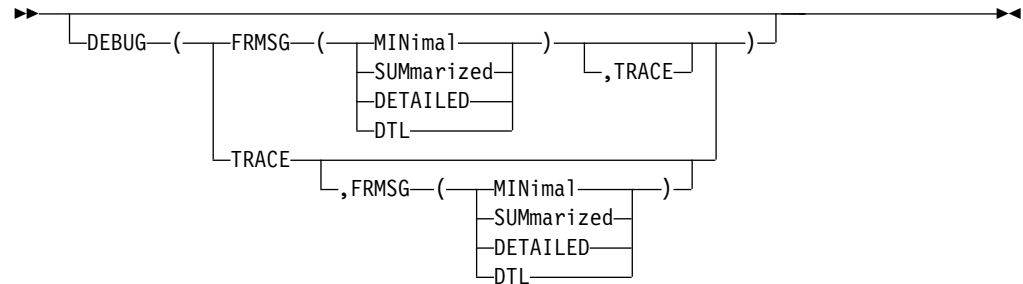 DEBUG ( FRMSG ( MINimal ) ,TRACE )
SUMmarized
DETAILED
DTL
TRACE
,FRMSG ( MINimal )
SUMmarized
DETAILED
DTL